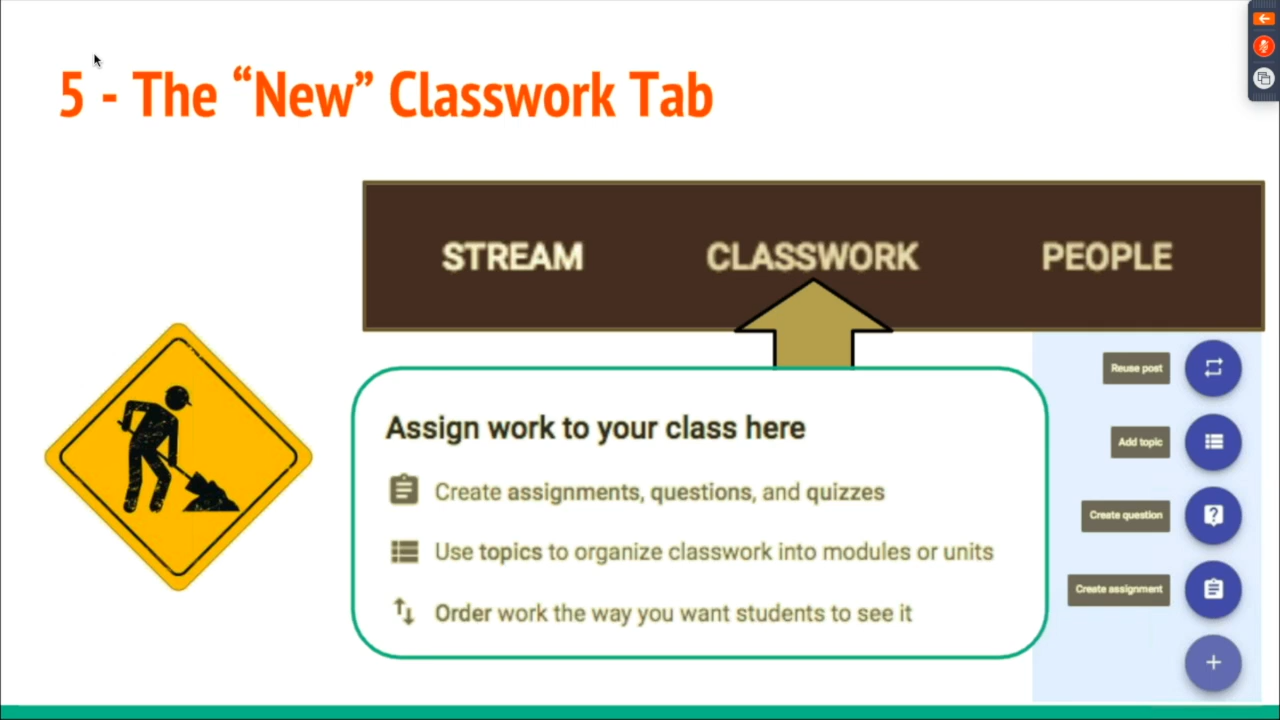 5 - The “New” Classwork Tab
STREAM CLASSWORK PEOPLE
Assign work to your class here
Create assignments, questions, and quizzes
Use topics to organize classwork into modules or units
Order work the way you want students to see it
Reuse post
Add topic
Create question
Create assignment